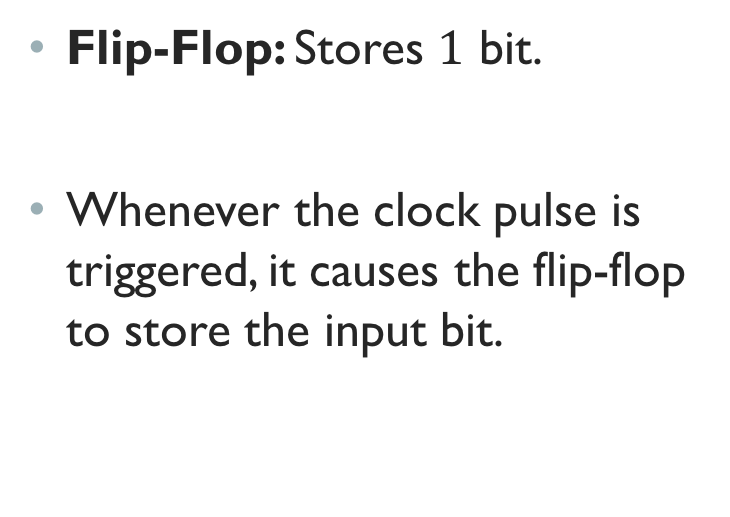 • Flip-Flop: Stores 1 bit.
• Whenever the clock pulse is
triggered, it causes the flip-flop
to store the input bit.